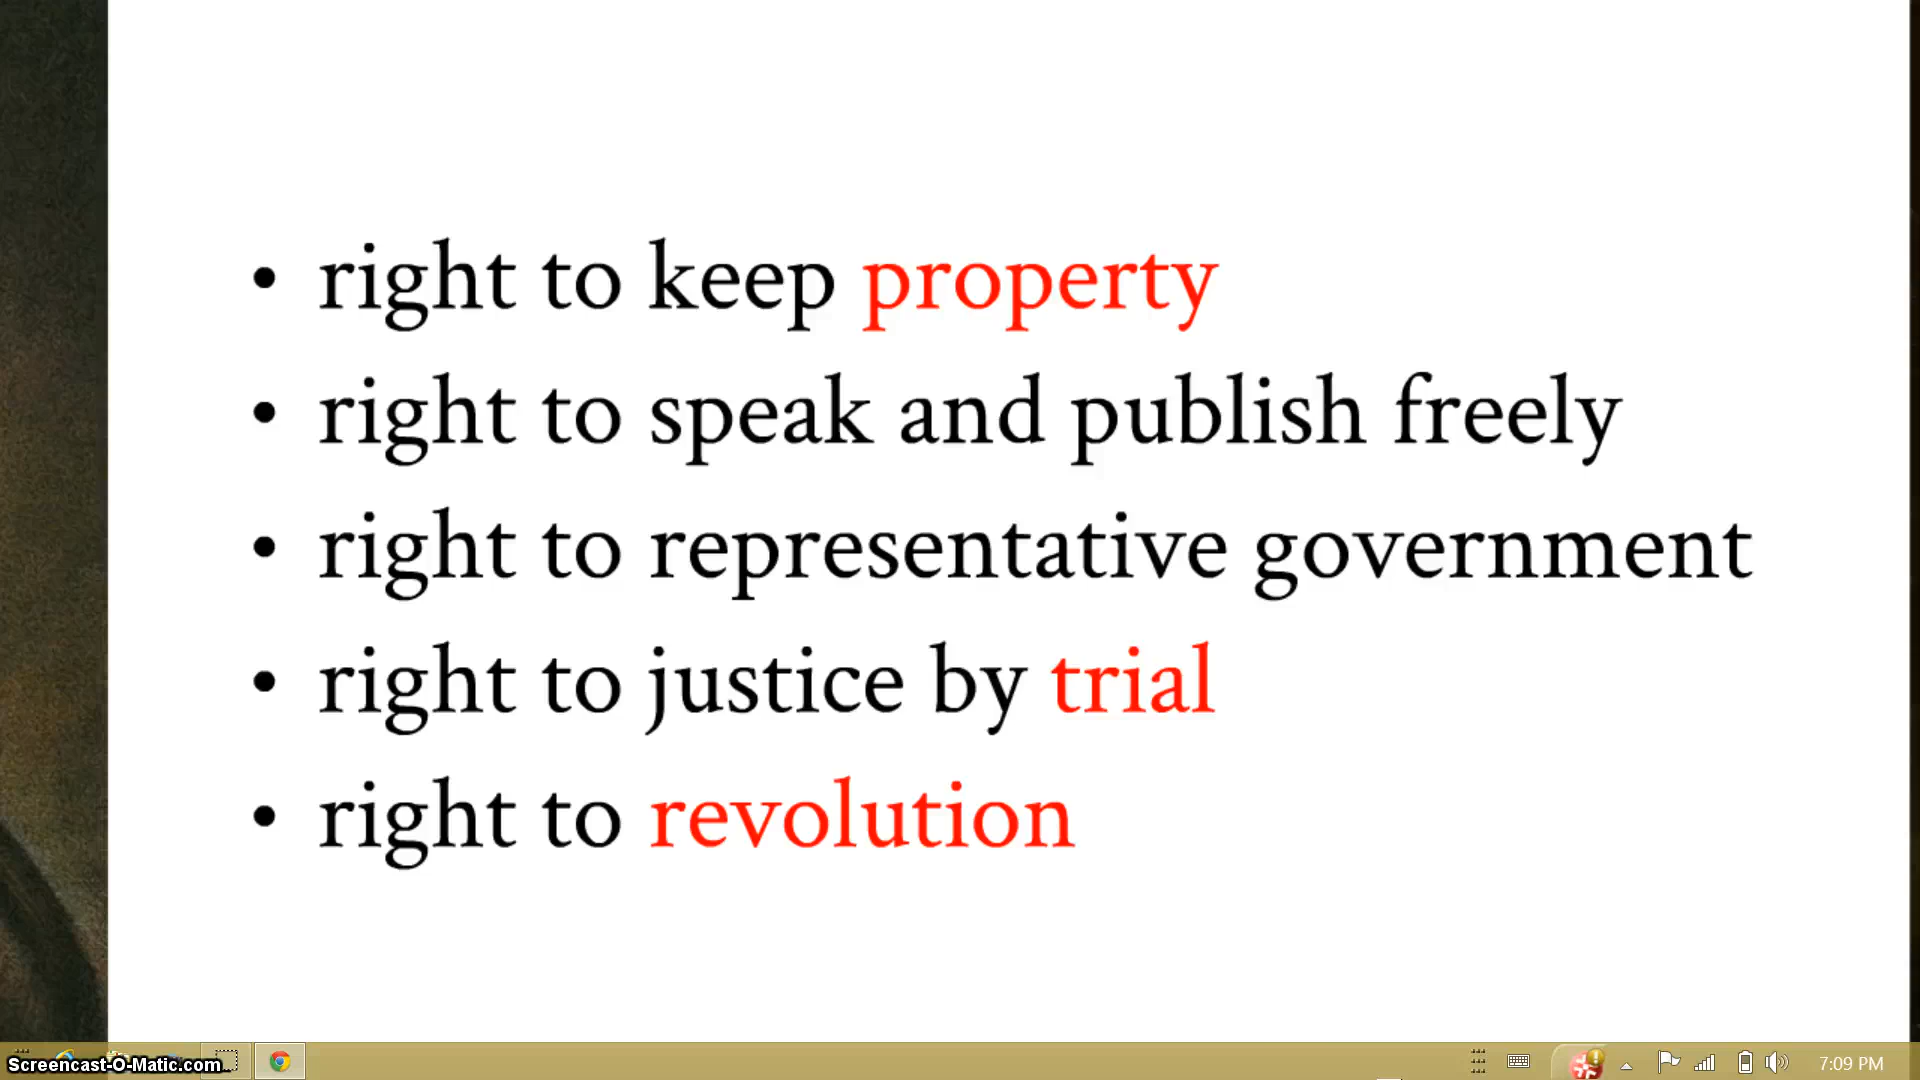 • right to keep property
• right to speak and publish freely
• right to representative government
• right to justice by trial
• right to revolution
Screencast-O-Matic.com
7:09 PM